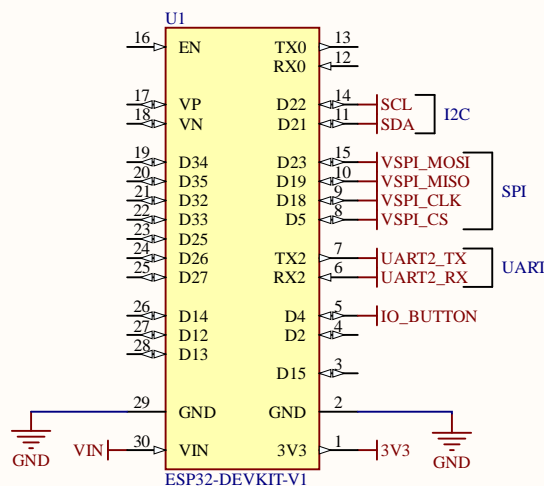 U1
16 EN TX0 13
RX0 12
17 VP D22 14 SCL
18 VN D21 11 SDA
I2C
19 D34 D23 15 VSPI_MOSI
20 D35 D19 10 VSPI_MISO
21 D32 D18 9 VSPI_CLK
22 D33 D5 8 VSPI_CS
SPI
23 D25
24 D26 TX2 7 UART2_TX
25 D27 RX2 6 UART2_RX
UART
26 D14 D4 5 IO_BUTTON
27 D12 D2 4
28 D13
D15 3
29 GND GND 2
GND
VIN 30 VIN 3V3 1 3V3
GND
ESP32-DEVKIT-V1